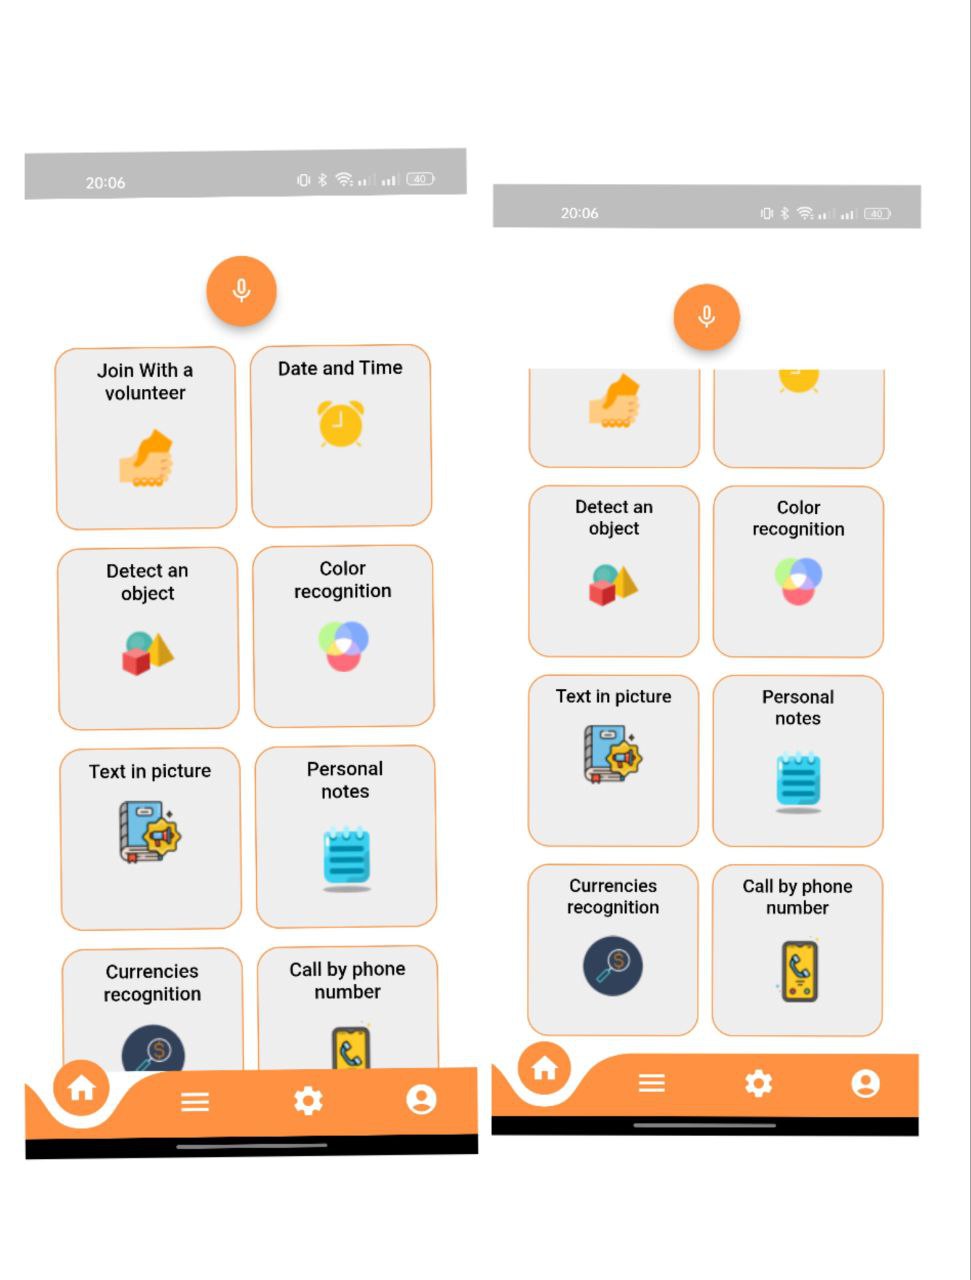 20:06
40
Join With a
volunteer
Date and Time
Detect an
object
Color
recognition
Text in picture
Personal
notes
Currencies
recognition
Call by phone
number
20:06
40
Detect an
object
Color
recognition
Text in picture
Personal
notes
Currencies
recognition
Call by phone
number